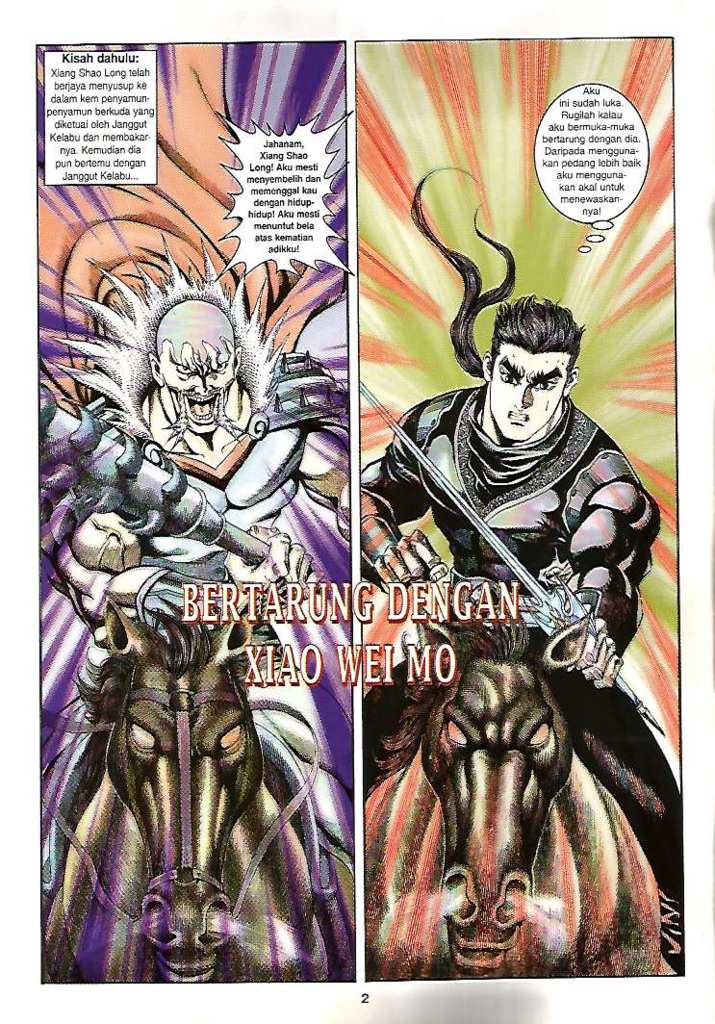 Kisah dahulu:
Xiang Shao Long telah
berjaya menyusup ke
dalam kem penyamun-
penyamun berkuda yang
diketuai oleh Janggut
Kelabu dan membakar-
nya. Kemudian dia
pun bertemu dengan
Janggut Kelabu...
Jahanam,
Xiang Shao
Long! Aku mesti
menyembelih dan
memenggal kau
dengan hidup-
hidup! Aku mesti
menuntut bela
atas kematian
adikku!
Aku
ini sudah luka.
Rugilah kalau
aku bermuka-muka
bertarung dengan dia.
Daripada mengguna-
kan pedang lebih baik
aku mengguna-
kan akal untuk
menewaskan-
nya!
BERTARUNG DENGAN
XIAO WEI MO
2